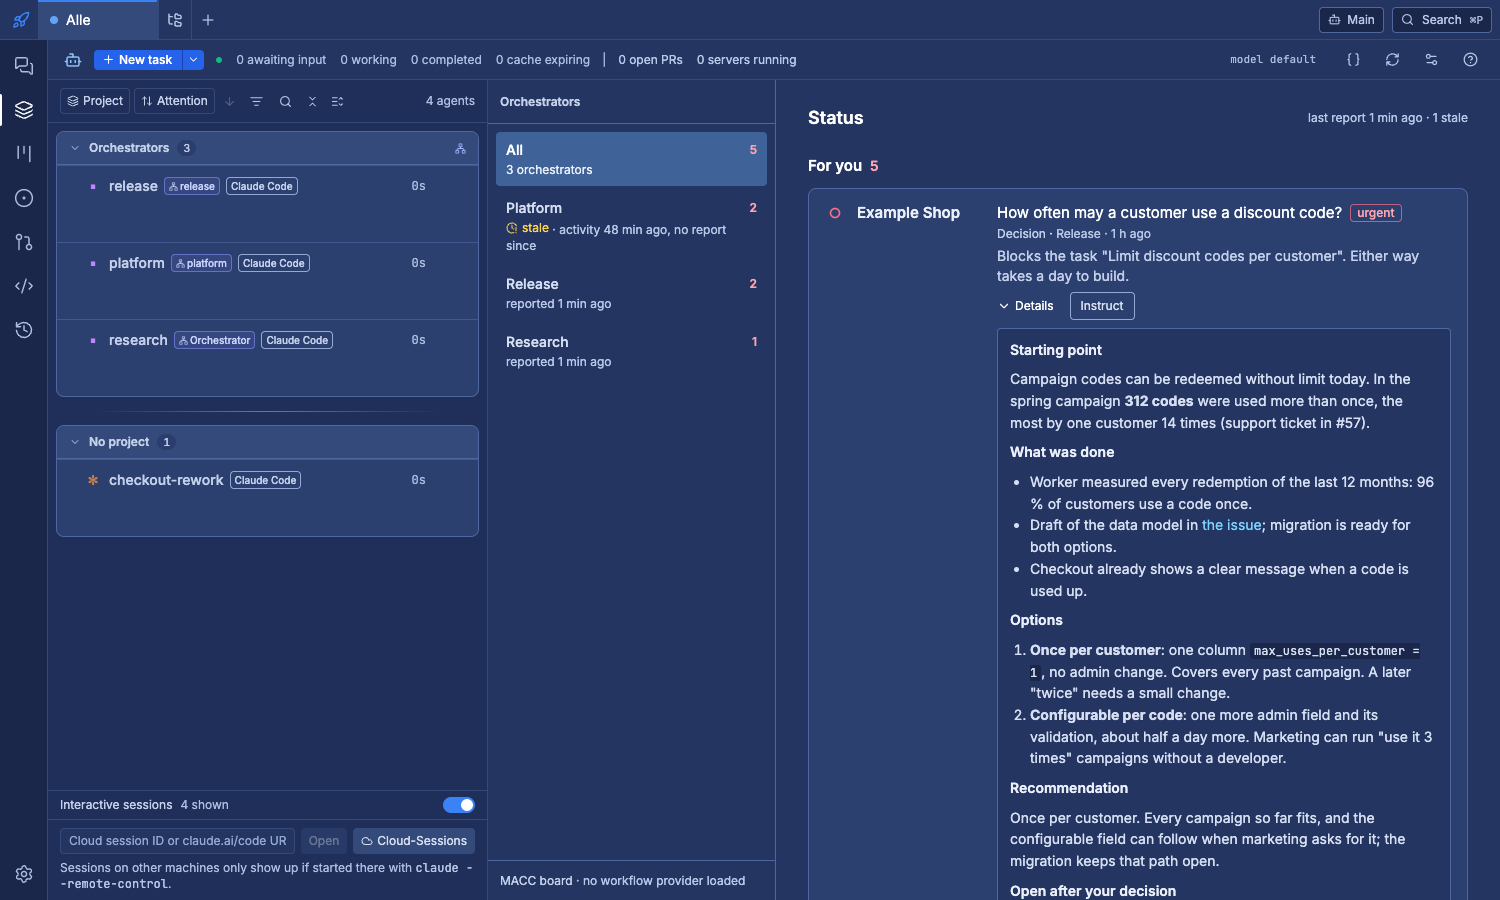 Alle
Main
Search ⌘P
New task
0 awaiting input
0 working
0 completed
0 cache expiring
0 open PRs
0 servers running
model default
Project
Attention
4 agents
Orchestrators 3
release release Claude Code 0s
platform platform Claude Code 0s
research Orchestrator Claude Code 0s
No project 1
checkout-rework Claude Code 0s
Interactive sessions 4 shown
Cloud session ID or claude.ai/code UR
Open
Cloud-Sessions
Sessions on other machines only show up if started there with claude -
-remote-control.
Orchestrators
All 5
3 orchestrators
Platform 2
stale · activity 48 min ago, no report
since
Release 2
reported 1 min ago
Research 1
reported 1 min ago
MACC board · no workflow provider loaded
Status
last report 1 min ago · 1 stale
For you 5
Example Shop
How often may a customer use a discount code? urgent
Decision · Release · 1 h ago
Blocks the task "Limit discount codes per customer". Either way
takes a day to build.
Details
Instruct
Starting point
Campaign codes can be redeemed without limit today. In the
spring campaign 312 codes were used more than once, the
most by one customer 14 times (support ticket in #57).
What was done
• Worker measured every redemption of the last 12 months: 96
% of customers use a code once.
• Draft of the data model in the issue; migration is ready for
both options.
• Checkout already shows a clear message when a code is
used up.
Options
1. Once per customer: one column max_uses_per_customer =
1, no admin change. Covers every past campaign. A later
"twice" needs a small change.
2. Configurable per code: one more admin field and its
validation, about half a day more. Marketing can run "use it 3
times" campaigns without a developer.
Recommendation
Once per customer. Every campaign so far fits, and the
configurable field can follow when marketing asks for it; the
migration keeps that path open.
Open after your decision